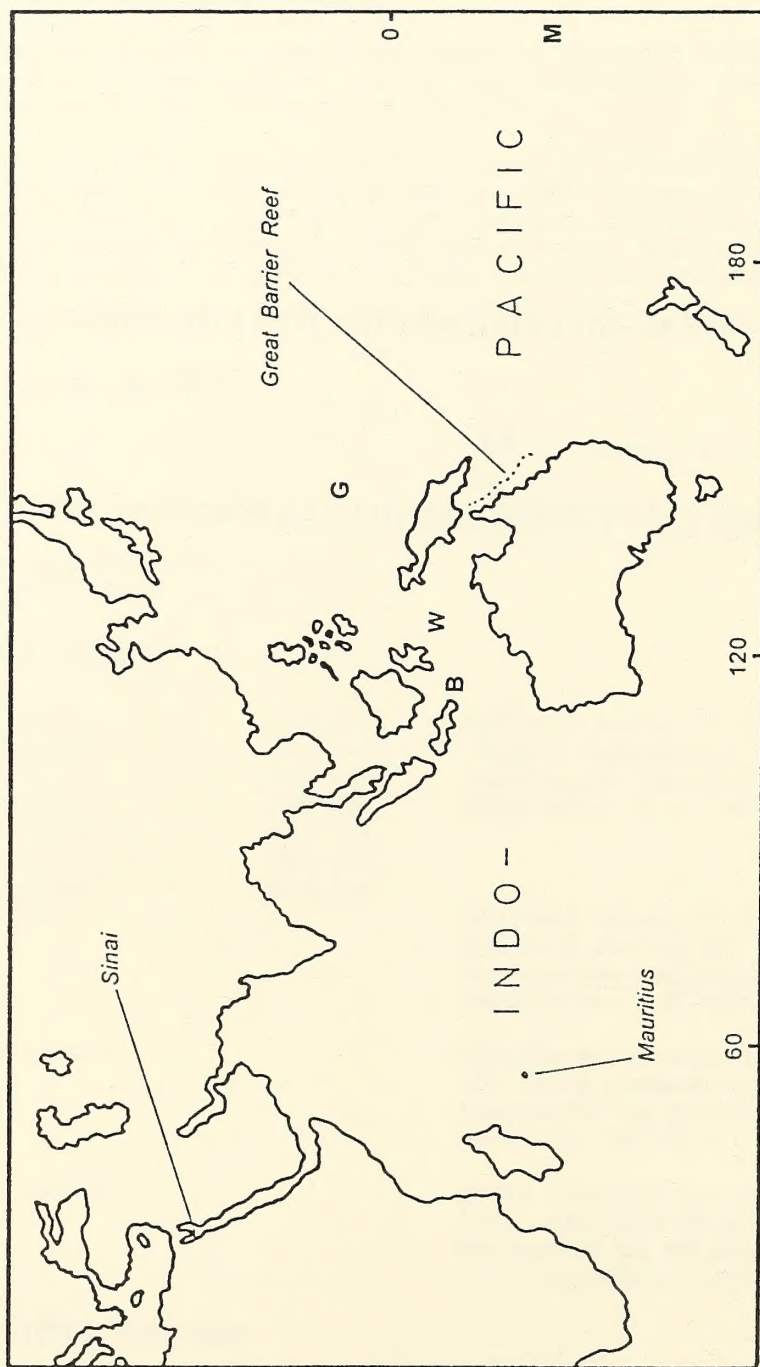 Sinai
Great Barrier Reef
G
0
W
B
M
INDO-
PACIFIC
Mauritius
60
120
180